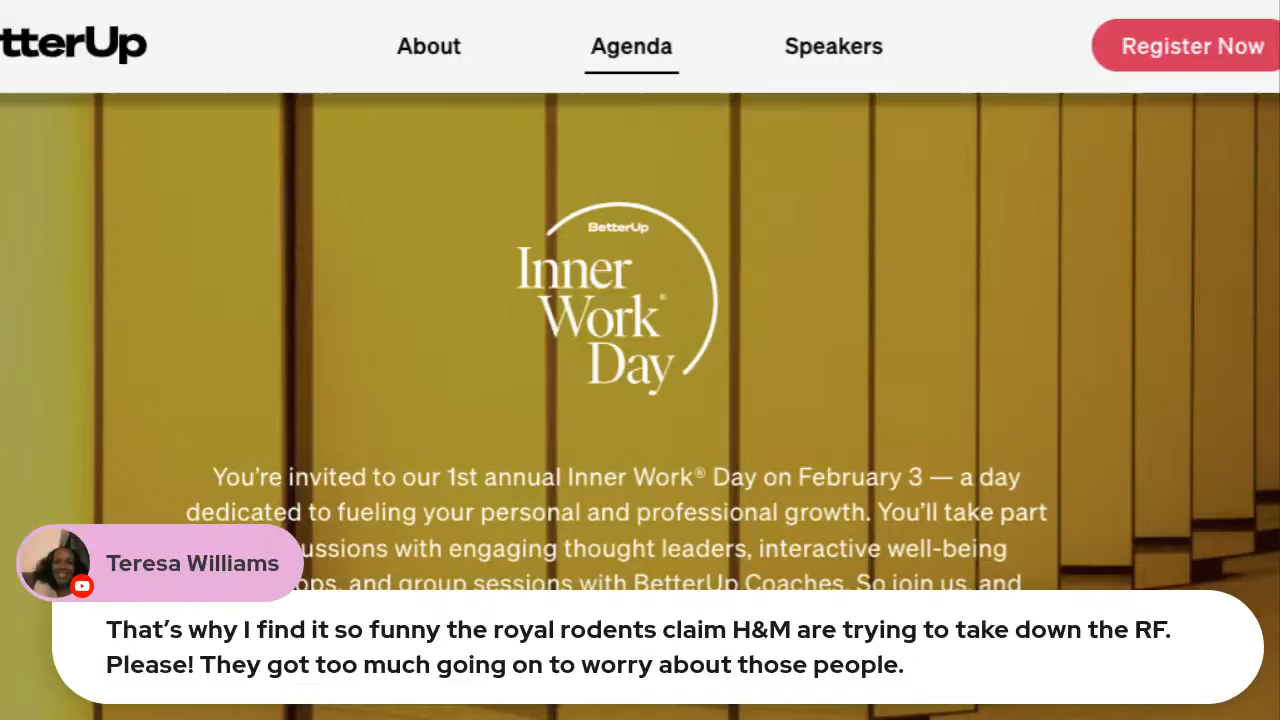 tterUp
About
Agenda
Speakers
Register Now
BetterUp
Inner
Work®
Day
You're invited to our 1st annual Inner Work® Day on February 3 — a day
dedicated to fueling your personal and professional growth. You'll take part
ussions with engaging thought leaders, interactive well-being
ops, and group sessions with BetterUp Coaches. So join us, and
Teresa Williams
That's why I find it so funny the royal rodents claim H&M are trying to take down the RF.
Please! They got too much going on to worry about those people.